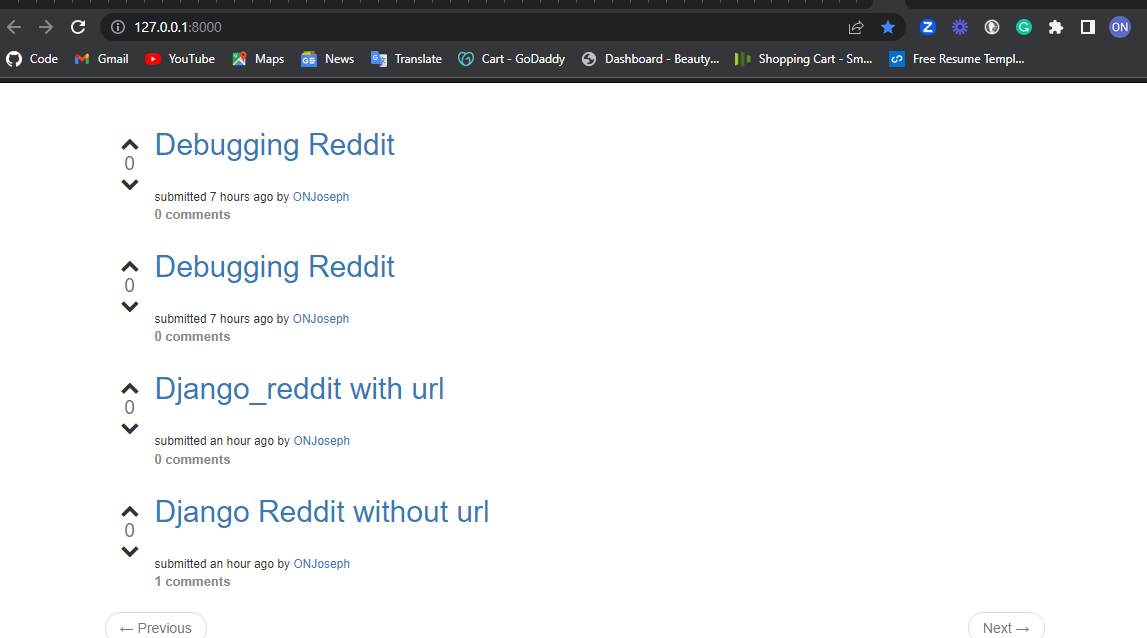 127.0.0.1:8000
Z G ON
Code Gmail YouTube Maps News Translate Cart - GoDaddy Dashboard - Beauty... Shopping Cart - Sm... Free Resume Templ...
Debugging Reddit
0
submitted 7 hours ago by ONJoseph
0 comments
Debugging Reddit
0
submitted 7 hours ago by ONJoseph
0 comments
Django_reddit with url
0
submitted an hour ago by ONJoseph
0 comments
Django Reddit without url
0
submitted an hour ago by ONJoseph
1 comments
← Previous Next →